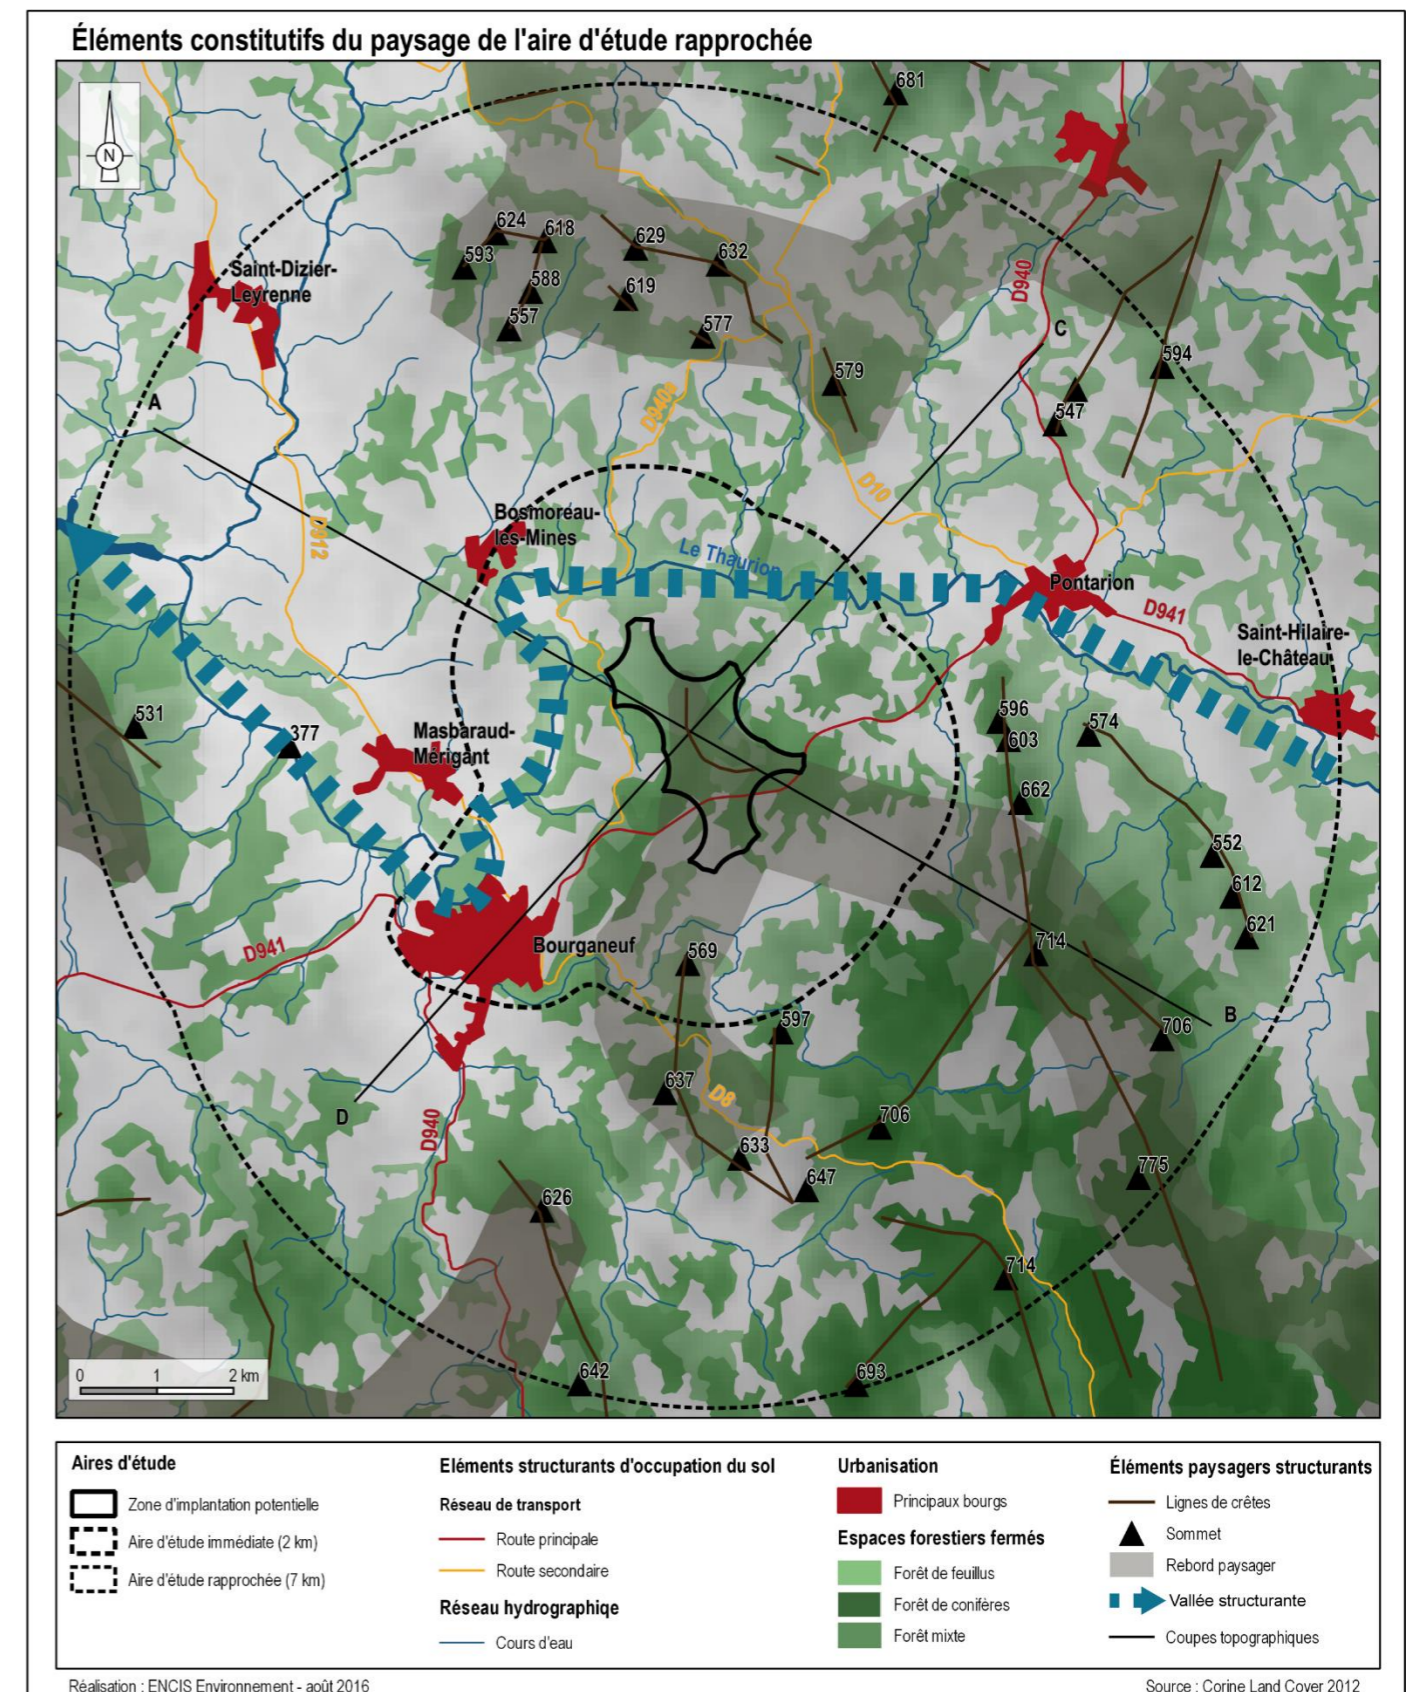 Éléments constitutifs du paysage de l'aire d'étude rapprochée
N
681
624
618
629
632
593
588
619
557
577
579
Saint-Dizier-
Leyrenne
D940
C
594
547
A
D940a
D10
D912
Bosmoreau-
les-Mines
Le Thaurion
Pontarion
D941
Saint-Hilaire-
le-Château
531
377
Masbaraud-
Mérignant
596
603
574
662
552
612
621
D941
Bourganeuf
569
714
B
597
706
637
D8
D
D940
706
633
647
775
626
714
642
693
0 1 2 km
Aires d'étude
Zone d'implantation potentielle
Aire d'étude immédiate (2 km)
Aire d'étude rapprochée (7 km)
Eléments structurants d'occupation du sol
Réseau de transport
Route principale
Route secondaire
Réseau hydrographiqe
Cours d'eau
Urbanisation
Principaux bourgs
Espaces forestiers fermés
Forêt de feuillus
Forêt de conifères
Forêt mixte
Éléments paysagers structurants
Lignes de crêtes
Sommet
Rebord paysager
Vallée structurante
Coupes topographiques
Réalisation : ENCIS Environnement - août 2016
Source : Corine Land Cover 2012